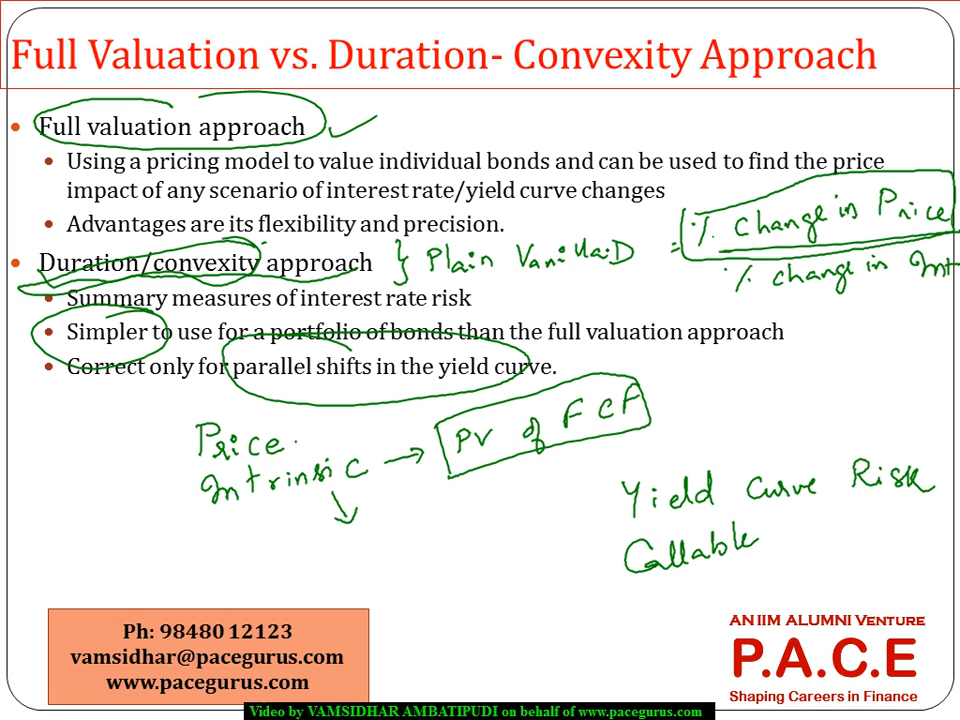 Full Valuation vs. Duration- Convexity Approach
• Full valuation approach
• Using a pricing model to value individual bonds and can be used to find the price
impact of any scenario of interest rate/yield curve changes
• Advantages are its flexibility and precision.
% Change in Price
• Duration/convexity approach } Plain Vanilla
= % change in Int
• Summary measures of interest rate risk
• Simpler to use for a portfolio of bonds than the full valuation approach
• Correct only for parallel shifts in the yield curve.
Price
Intrinsic → PV of FCF
Yield Curve Risk
Callable
Ph: 98480 12123
vamsidhar@pacegurus.com
www.pacegurus.com
AN IIM ALUMNI VENTURE
P.A.C.E
Shaping Careers in Finance
Video by VAMSIDHAR AMBATIPUDI on behalf of www.pacegurus.com